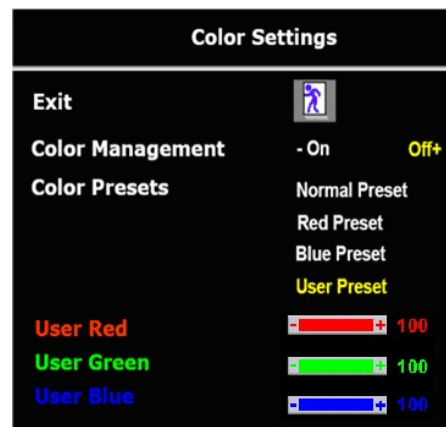 Color Settings
Exit
Color Management - On Off+
Color Presets Normal Preset
Red Preset
Blue Preset
User Preset
User Red - + 100
User Green - + 100
User Blue - + 100